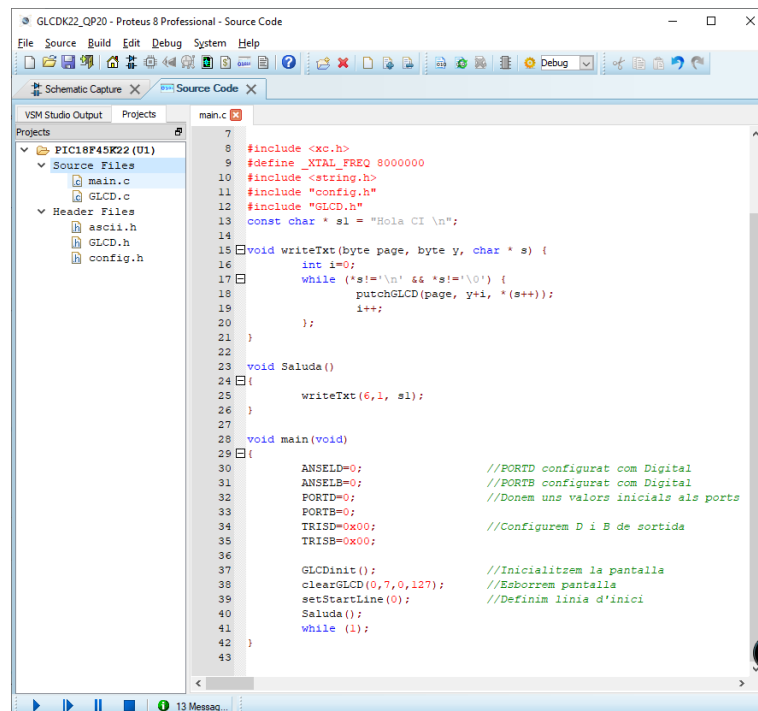 GLCDK22_QP20 - Proteus 8 Professional - Source Code
File Source Build Edit Debug System Help
Debug
Schematic Capture Source Code
VSM Studio Output Projects main.c
Projects
PIC18F45K22 (U1)
Source Files
main.c
GLCD.c
Header Files
ascii.h
GLCD.h
config.h
7
8 #include <xc.h>
9 #define _XTAL_FREQ 8000000
10 #include <string.h>
11 #include "config.h"
12 #include "GLCD.h"
13 const char * s1 = "Hola CI \n";
14
15 void writeTxt(byte page, byte y, char * s) {
16 int i=0;
17 while (*s!='\n' && *s!='\0') {
18 putchGLCD(page, y+i, *(s++));
19 i++;
20 };
21 }
22
23 void Saluda()
24 {
25 writeTxt(6,1, s1);
26 }
27
28 void main(void)
29 {
30 ANSELD=0; //PORTD configurat com Digital
31 ANSELB=0; //PORTB configurat com Digital
32 PORTD=0; //Donem uns valors inicials als ports
33 PORTB=0;
34 TRISD=0x00; //Configurem D i B de sortida
35 TRISB=0x00;
36
37 GLCDinit(); //Inicialitzem la pantalla
38 clearGLCD(0,7,0,127); //Esborrem pantalla
39 setStartLine(0); //Definim linia d'inici
40 Saluda();
41 while (1);
42 }
43
13 Messag...